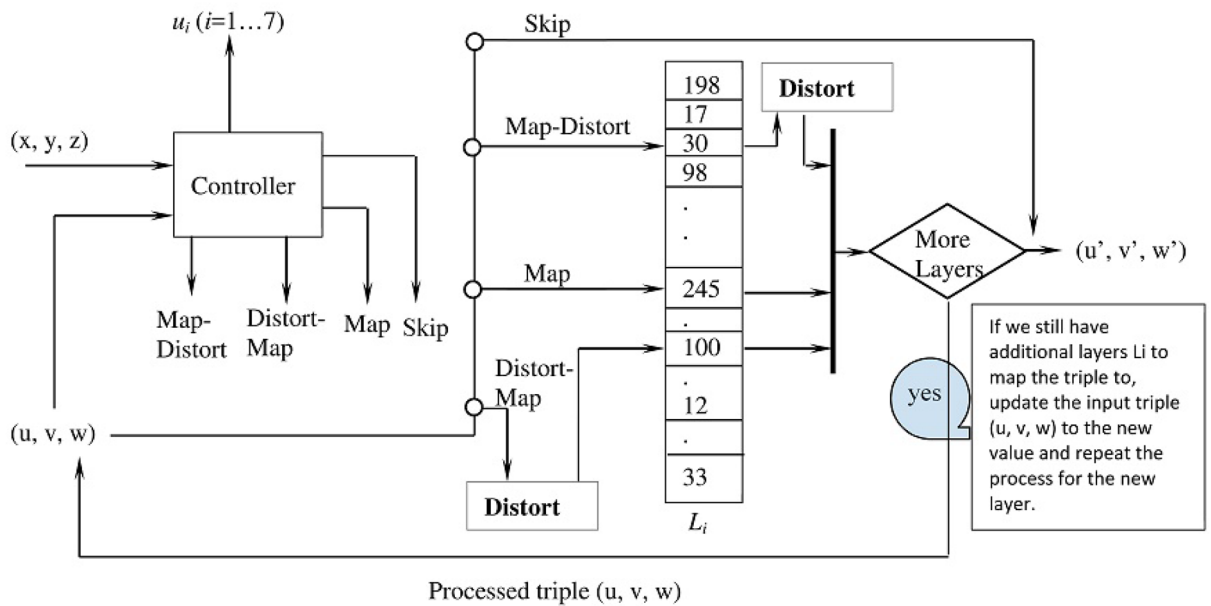 uᵢ (i=1…7)
(x, y, z)
Controller
Map-
Distort
Distort-
Map
Map
Skip
(u, v, w)
Skip
Map-Distort
Map
Distort-
Map
Distort
198
17
30
98
.
.
245
.
100
.
12
.
33
Lᵢ
Distort
More
Layers
(u’, v’, w’)
yes
If we still have
additional layers Li to
map the triple to,
update the input triple
(u, v, w) to the new
value and repeat the
process for the new
layer.
Processed triple (u, v, w)